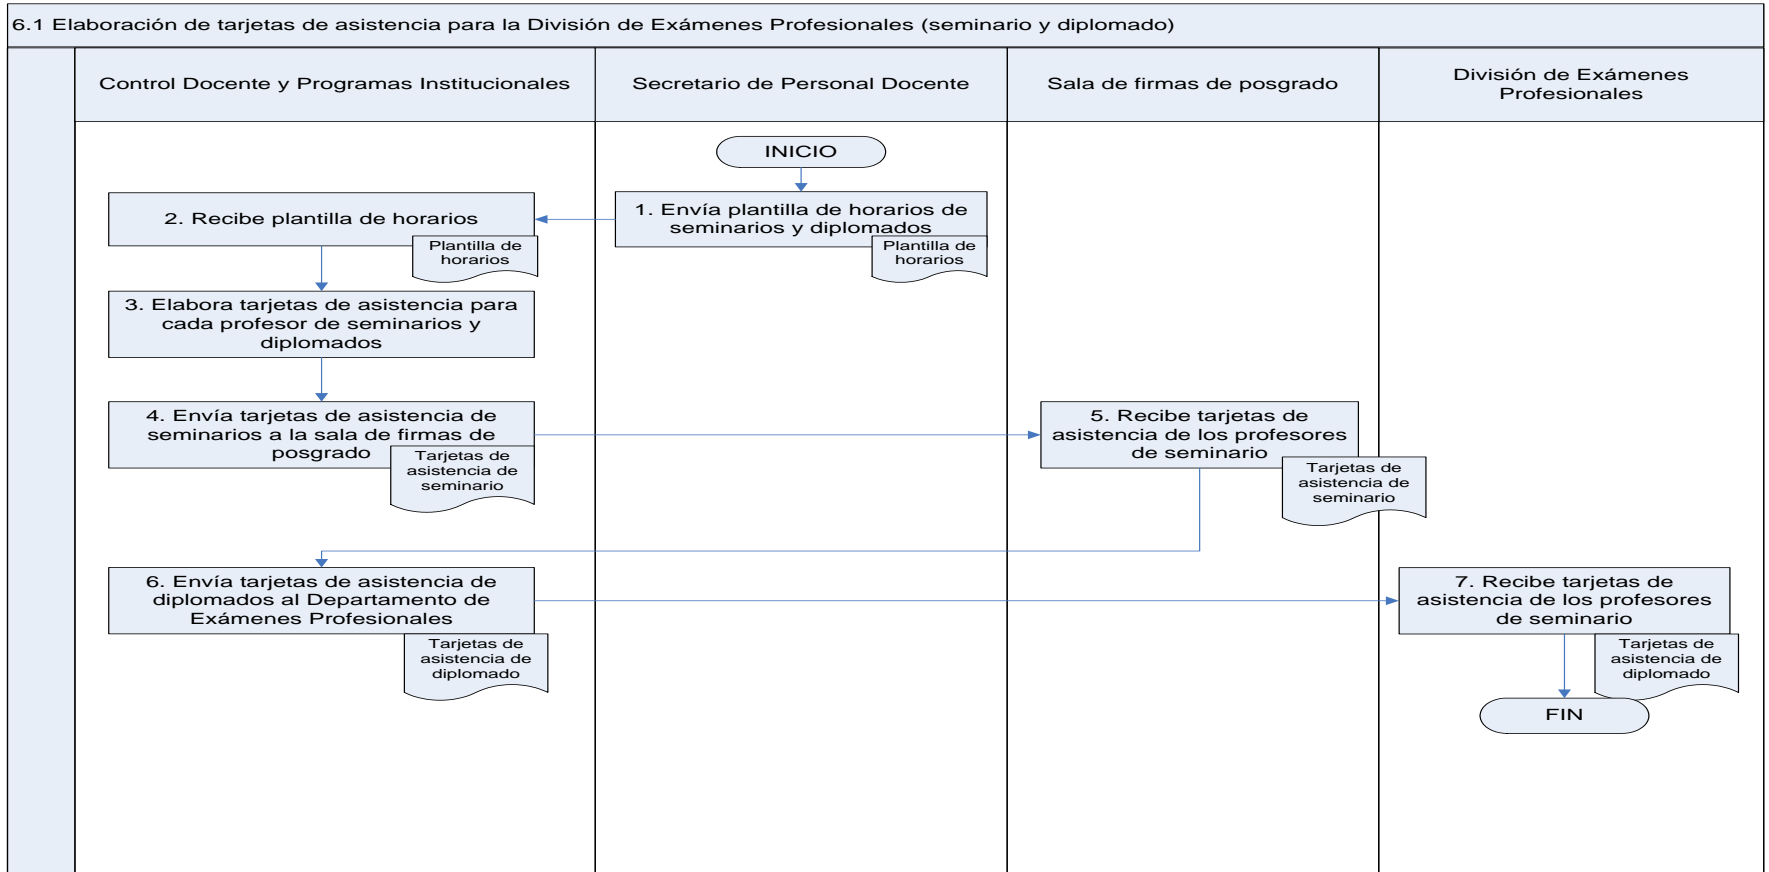 6.1 Elaboración de tarjetas de asistencia para la División de Exámenes Profesionales (seminario y diplomado)
Control Docente y Programas Institucionales
Secretario de Personal Docente
Sala de firmas de posgrado
División de Exámenes
Profesionales
INICIO
1. Envía plantilla de horarios de
seminarios y diplomados
Plantilla de
horarios
2. Recibe plantilla de horarios
Plantilla de
horarios
3. Elabora tarjetas de asistencia para
cada profesor de seminarios y
diplomados
4. Envía tarjetas de asistencia de
seminarios a la sala de firmas de
posgrado
Tarjetas de
asistencia de
seminario
5. Recibe tarjetas de
asistencia de los profesores
de seminario
Tarjetas de
asistencia de
seminario
6. Envía tarjetas de asistencia de
diplomados al Departamento de
Exámenes Profesionales
Tarjetas de
asistencia de
diplomado
7. Recibe tarjetas de
asistencia de los profesores
de seminario
Tarjetas de
asistencia de
diplomado
FIN